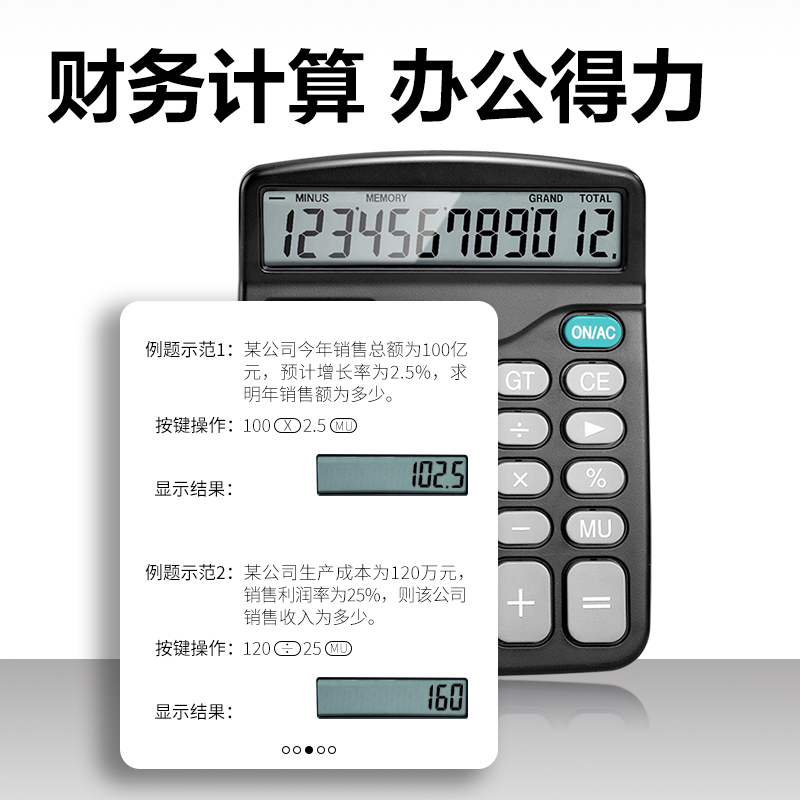 财务计算 办公得力
MINUS MEMORY GRAND TOTAL
123'456'789'012.
ON/AC
GT CE
÷ ▶
× %
− MU
+ =
例题示范1：某公司今年销售总额为100亿
元，预计增长率为2.5%，求
明年销售额为多少。
按键操作：100 X 2.5 MU
显示结果：
102.5
例题示范2：某公司生产成本为120万元，
销售利润率为25%，则该公司
销售收入为多少。
按键操作：120 ÷ 25 MU
显示结果：
160